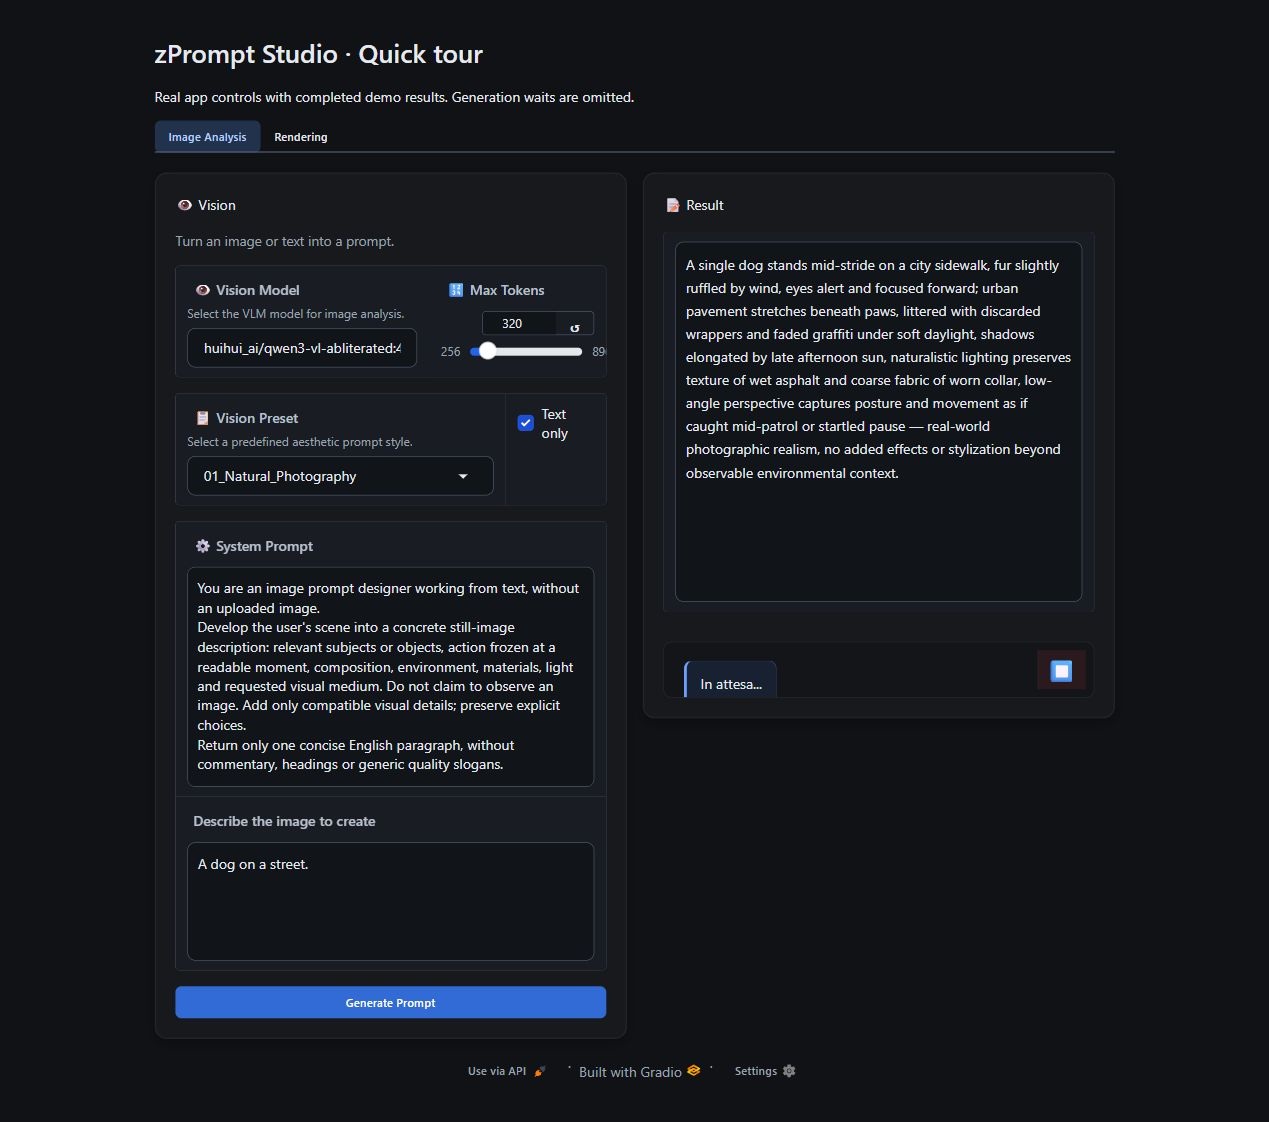 zPrompt Studio · Quick tour
Real app controls with completed demo results. Generation waits are omitted.
Image Analysis
Rendering
Vision
Turn an image or text into a prompt.
Vision Model
Select the VLM model for image analysis.
huihui_ai/qwen3-vl-abliterated:4
Max Tokens
320
256
89
Vision Preset
Select a predefined aesthetic prompt style.
01_Natural_Photography
Text
only
System Prompt
You are an image prompt designer working from text, without
an uploaded image.
Develop the user's scene into a concrete still-image
description: relevant subjects or objects, action frozen at a
readable moment, composition, environment, materials, light
and requested visual medium. Do not claim to observe an
image. Add only compatible visual details; preserve explicit
choices.
Return only one concise English paragraph, without
commentary, headings or generic quality slogans.
Describe the image to create
A dog on a street.
Generate Prompt
Result
A single dog stands mid-stride on a city sidewalk, fur slightly
ruffled by wind, eyes alert and focused forward; urban
pavement stretches beneath paws, littered with discarded
wrappers and faded graffiti under soft daylight, shadows
elongated by late afternoon sun, naturalistic lighting preserves
texture of wet asphalt and coarse fabric of worn collar, low-
angle perspective captures posture and movement as if
caught mid-patrol or startled pause — real-world
photographic realism, no added effects or stylization beyond
observable environmental context.
In attesa...
Use via API · Built with Gradio · Settings